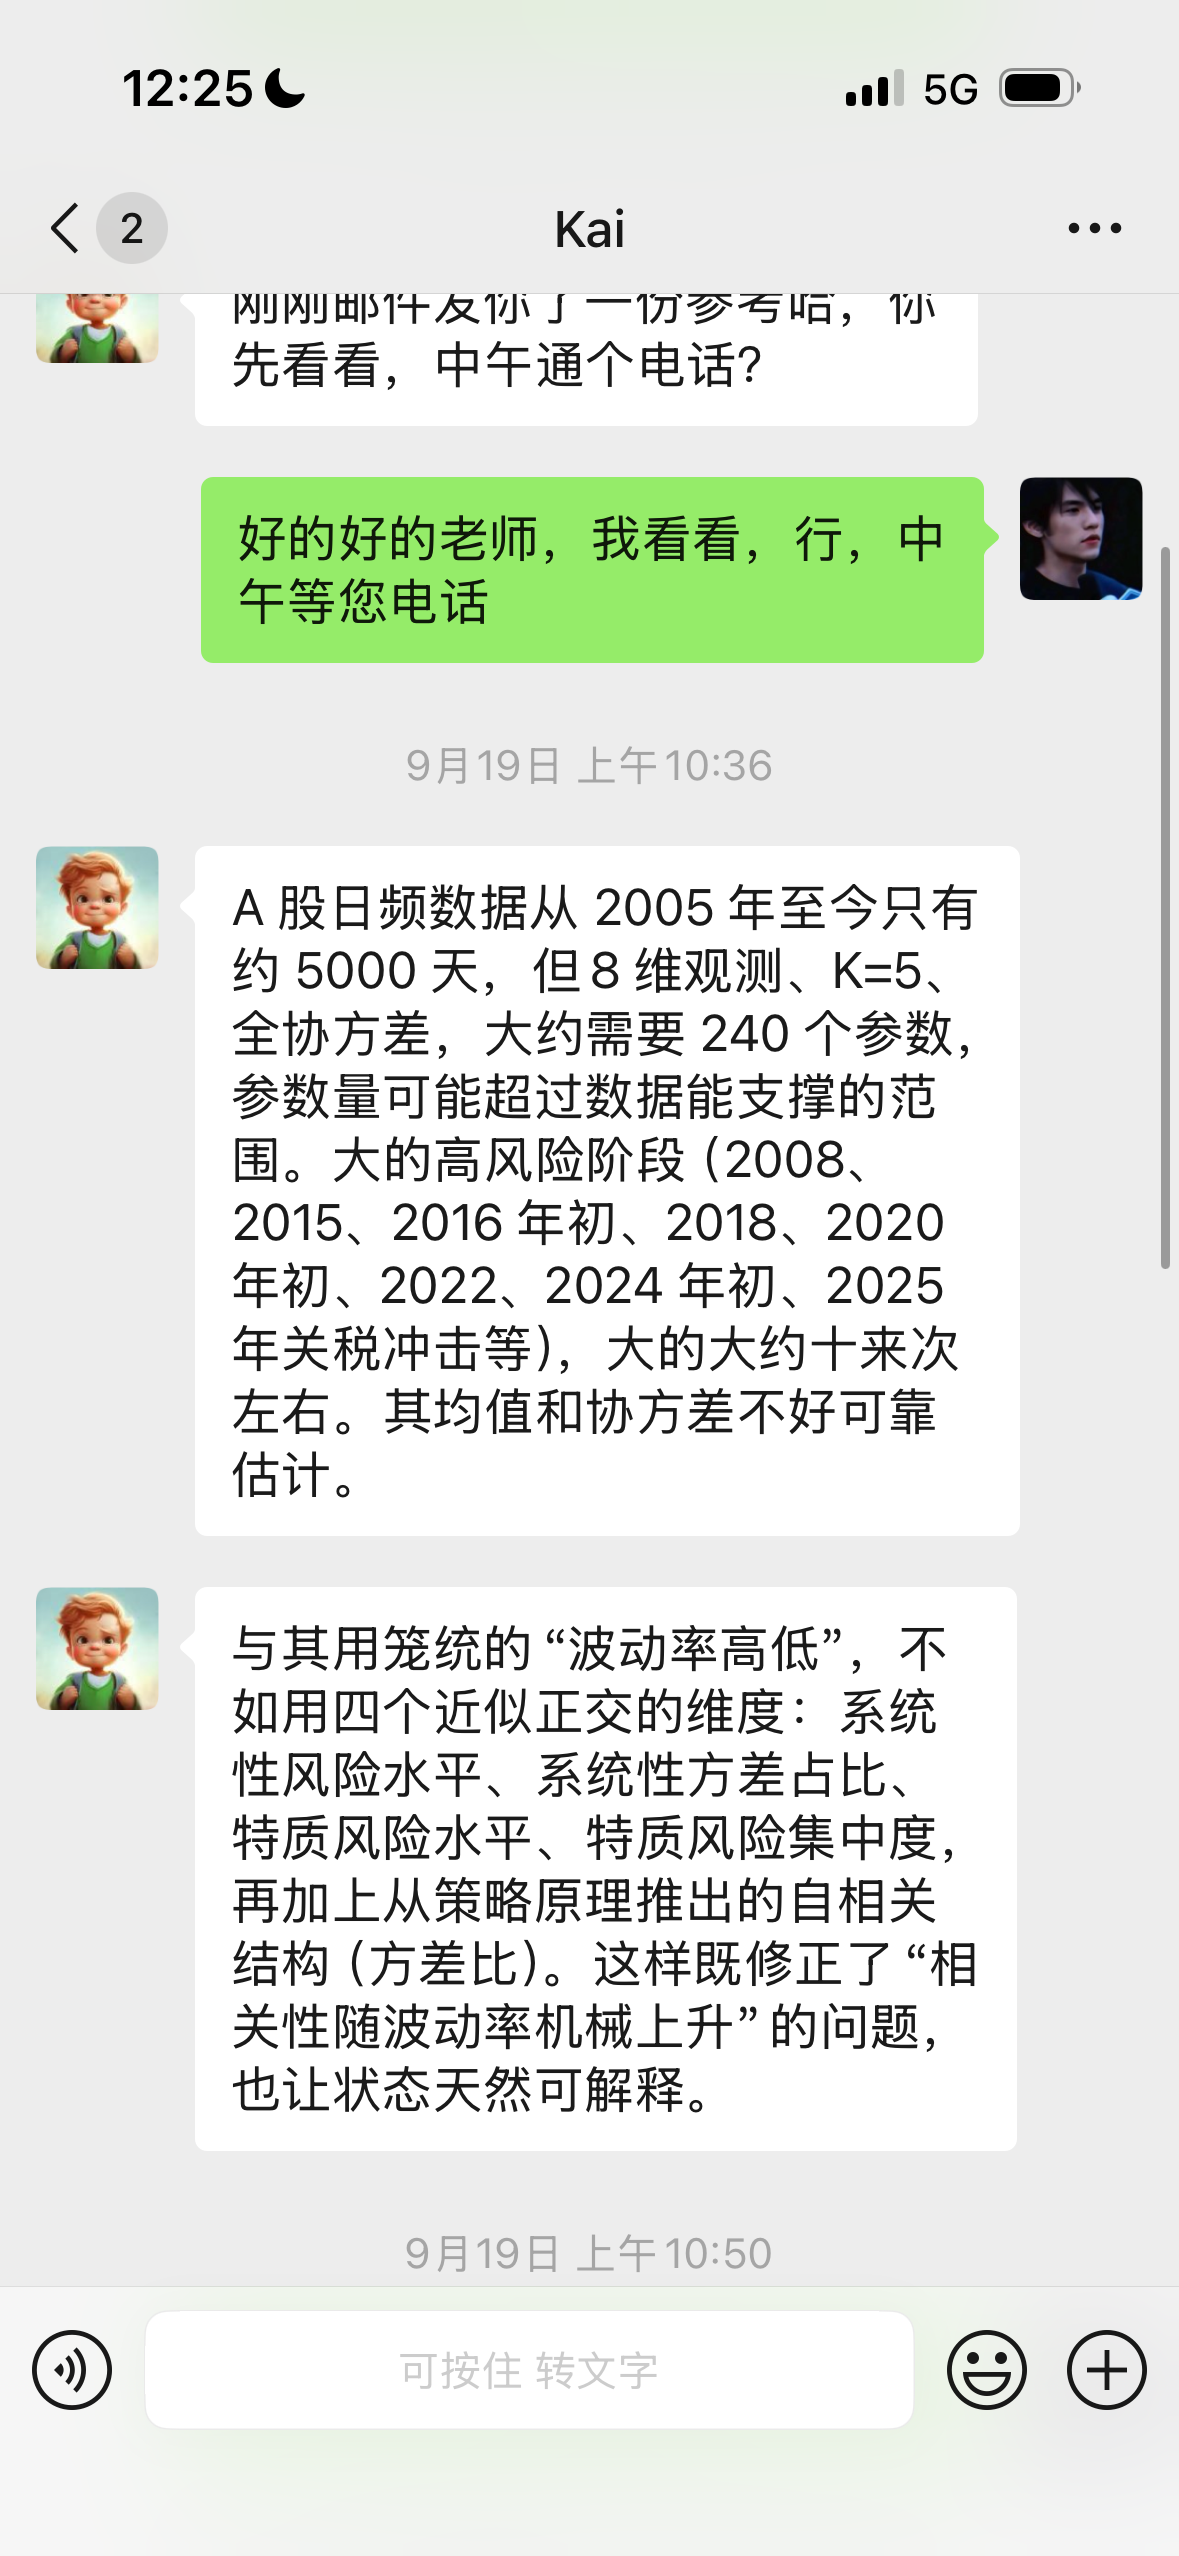 12:25
5G
2
Kai
刚刚邮件发你了一份参考哈，你
先看看，中午通个电话?
好的好的老师，我看看，行，中
午等您电话
9月19日 上午10:36
A 股日频数据从 2005 年至今只有
约 5000 天，但 8 维观测、K=5、
全协方差，大约需要 240 个参数，
参数量可能超过数据能支撑的范
围。大的高风险阶段（2008、
2015、2016 年初、2018、2020
年初、2022、2024 年初、2025
年关税冲击等），大的大约十来次
左右。其均值和协方差不好可靠
估计。
与其用笼统的 “波动率高低”，不
如用四个近似正交的维度：系统
性风险水平、系统性方差占比、
特质风险水平、特质风险集中度，
再加上从策略原理推出的自相关
结构（方差比）。这样既修正了 “相
关性随波动率机械上升” 的问题，
也让状态天然可解释。
9月19日 上午10:50
可按住 转文字